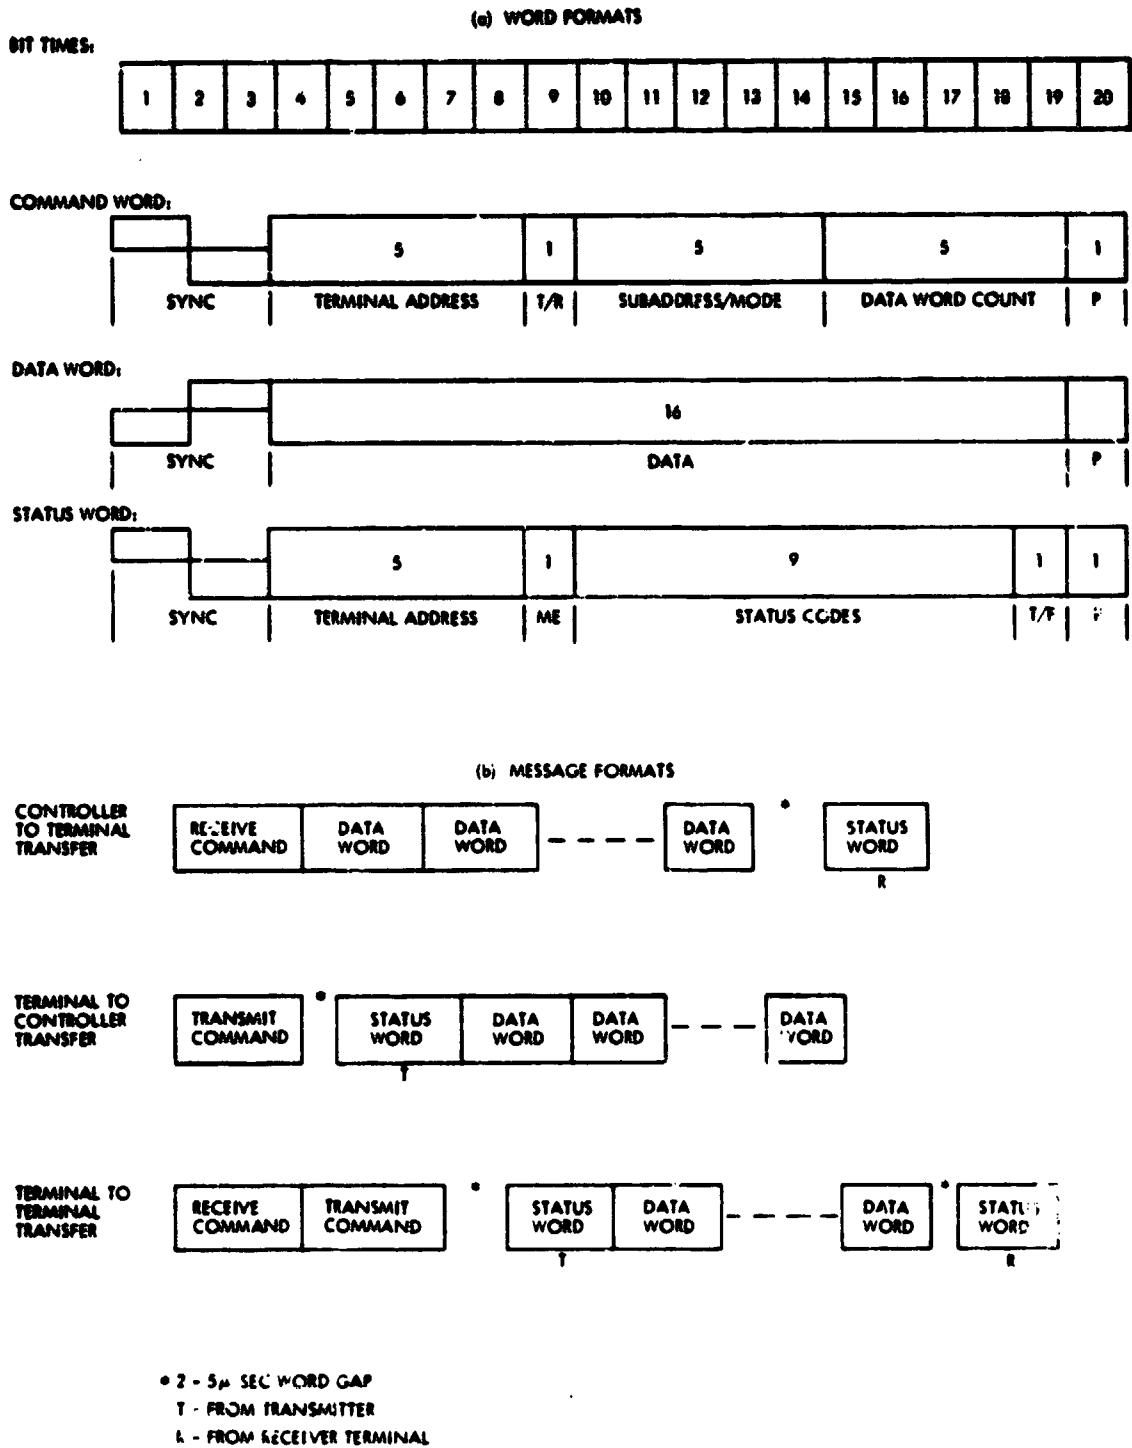 (a) WORD FORMATS
BIT TIMES:
1 2 3 4 5 6 7 8 9 10 11 12 13 14 15 16 17 18 19 20
COMMAND WORD:
5 1 5 5 1
SYNC TERMINAL ADDRESS T/R SUBADDRESS/MODE DATA WORD COUNT P
DATA WORD:
16
SYNC DATA P
STATUS WORD:
5 1 9 1 1
SYNC TERMINAL ADDRESS ME STATUS CODES T/F
(b) MESSAGE FORMATS
CONTROLLER
TO TERMINAL
TRANSFER
RECEIVE
COMMAND
DATA
WORD
DATA
WORD
DATA
WORD
*
STATUS
WORD
R
TERMINAL TO
CONTROLLER
TRANSFER
TRANSMIT
COMMAND
*
STATUS
WORD
T
DATA
WORD
DATA
WORD
DATA
WORD
TERMINAL TO
TERMINAL
TRANSFER
RECEIVE
COMMAND
TRANSMIT
COMMAND
*
STATUS
WORD
T
DATA
WORD
DATA
WORD
*
STATUS
WORD
R
* 2 - 5μ SEC WORD GAP
T - FROM TRANSMITTER
R - FROM RECEIVER TERMINAL